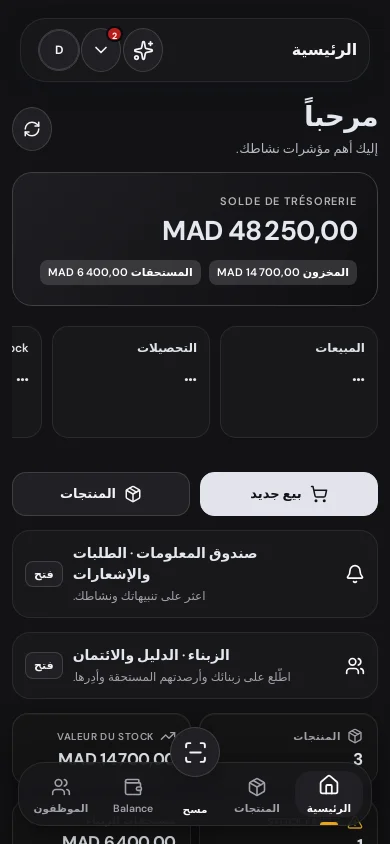 الرئيسية
2
D
مرحباً
إليك أهم مؤشرات نشاطك.
SOLDE DE TRÉSORERIE
MAD 48 250,00
المخزون MAD 14 700,00
المستحقات MAD 6 400,00
المبيعات
...
التحصيلات
...
ock
...
بيع جديد
المنتجات
صندوق المعلومات · الطلبات
والإشعارات
اعثر على تنبيهاتك ونشاطك.
فتح
الزبناء · الدليل والائتمان
اطّلع على زبنائك وأرصدتهم المستحقة وأدِرها.
فتح
المنتجات
3
VALEUR DU STOCK
MAD 14 700,00
الرئيسية
المنتجات
مسح
Balance
الموظفون
1
MAD 6 400,00